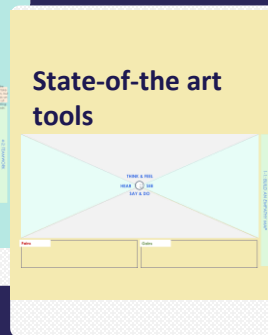 State-of-the art
tools
THINK & FEEL
HEAR
SEE
SAY & DO
Pains
Gains